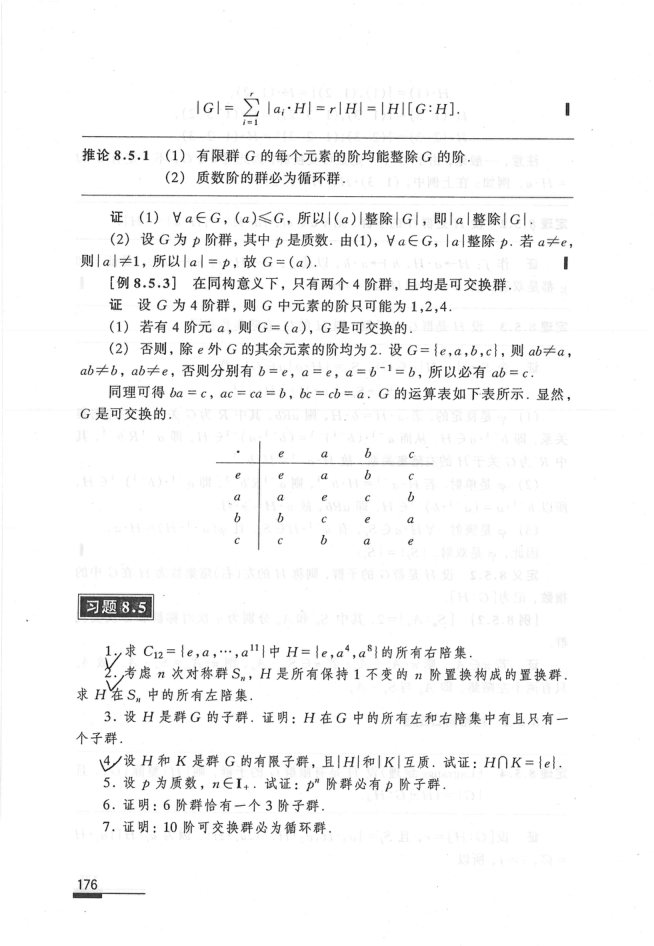 |G| = ∑_{i=1}^{r} |aᵢ·H| = r|H| = |H|[G:H].
推论 8.5.1 (1) 有限群 G 的每个元素的阶均能整除 G 的阶.
(2) 质数阶的群必为循环群.
证 (1) ∀a∈G, (a)≤G, 所以|(a)|整除|G|, 即|a|整除|G|.
(2) 设 G 为 p 阶群, 其中 p 是质数. 由(1), ∀a∈G, |a|整除 p. 若 a≠e,
则|a|≠1, 所以|a|=p, 故 G=(a).
[例 8.5.3] 在同构意义下, 只有两个 4 阶群, 且均是可交换群.
证 设 G 为 4 阶群, 则 G 中元素的阶只可能为 1,2,4.
(1) 若有 4 阶元 a, 则 G=(a), G 是可交换的.
(2) 否则, 除 e 外 G 的其余元素的阶均为 2. 设 G={e,a,b,c}, 则 ab≠a,
ab≠b, ab≠e, 否则分别有 b=e, a=e, a=b⁻¹=b, 所以必有 ab=c.
同理可得 ba=c, ac=ca=b, bc=cb=a. G 的运算表如下表所示. 显然,
G 是可交换的.
· e a b c
e e a b c
a a e c b
b b c e a
c c b a e
习题 8.5
1. 求 C₁₂={e,a,⋯,a¹¹}中 H={e,a⁴,a⁸}的所有右陪集.
2. 考虑 n 次对称群 Sₙ, H 是所有保持 1 不变的 n 阶置换构成的置换群.
求 H 在 Sₙ 中的所有左陪集.
3. 设 H 是群 G 的子群. 证明: H 在 G 中的所有左和右陪集中有且只有一
个子群.
4. 设 H 和 K 是群 G 的有限子群, 且|H|和|K|互质. 试证: H∩K={e}.
5. 设 p 为质数, n∈I₊. 试证: pⁿ 阶群必有 p 阶子群.
6. 证明: 6 阶群恰有一个 3 阶子群.
7. 证明: 10 阶可交换群必为循环群.
176